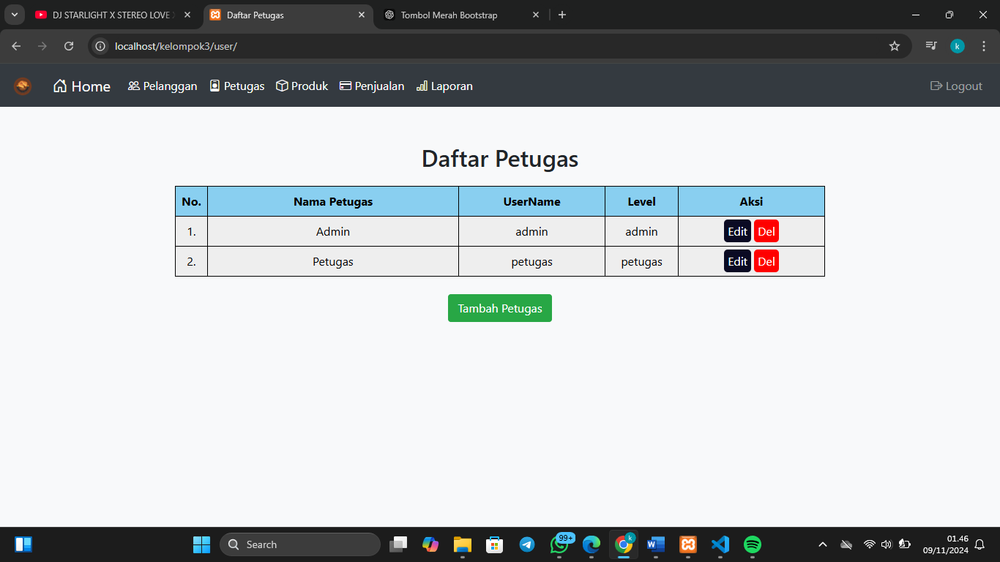 DJ STARLIGHT X STEREO LOVE
Daftar Petugas
Tombol Merah Bootstrap
localhost/kelompok3/user/
k
Home
Pelanggan
Petugas
Produk
Penjualan
Laporan
Logout
Daftar Petugas
No. Nama Petugas UserName Level Aksi
1. Admin admin admin Edit Del
2. Petugas petugas petugas Edit Del
Tambah Petugas
Search
99+
k
01.46
09/11/2024